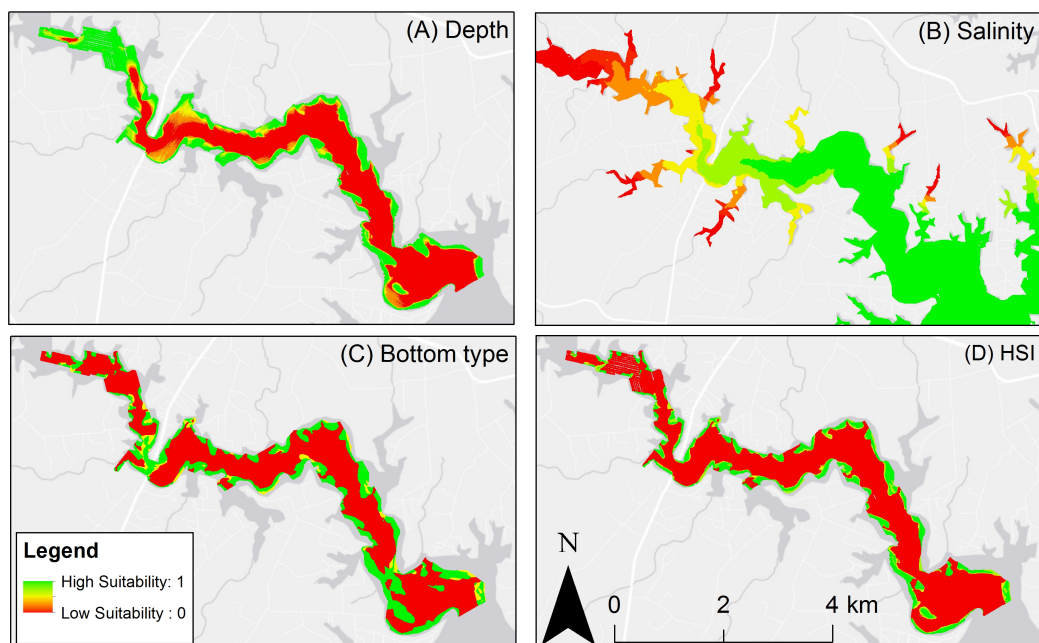 (A) Depth
(B) Salinity
(C) Bottom type
(D) HSI
Legend
High Suitability: 1
Low Suitability : 0
N
0 2 4 km